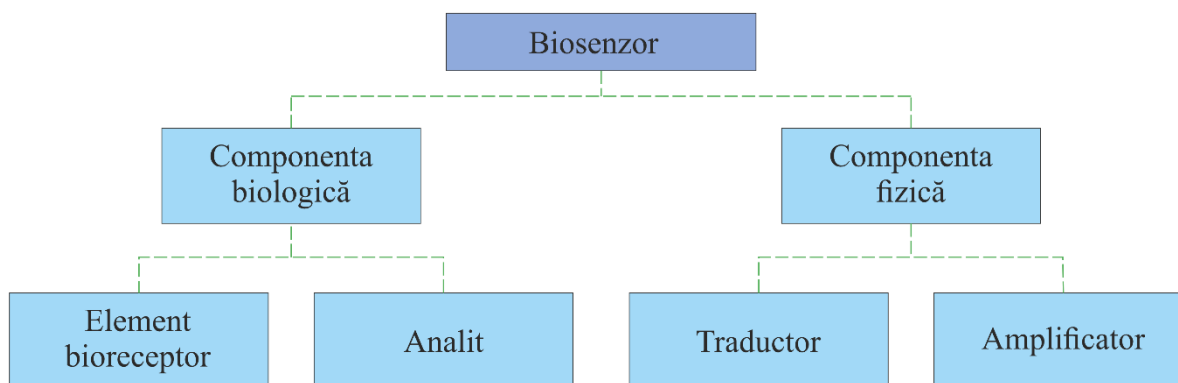 Biosenzor
Componenta
biologică
Componenta
fizică
Element
bioreceptor
Analit
Traductor
Amplificator